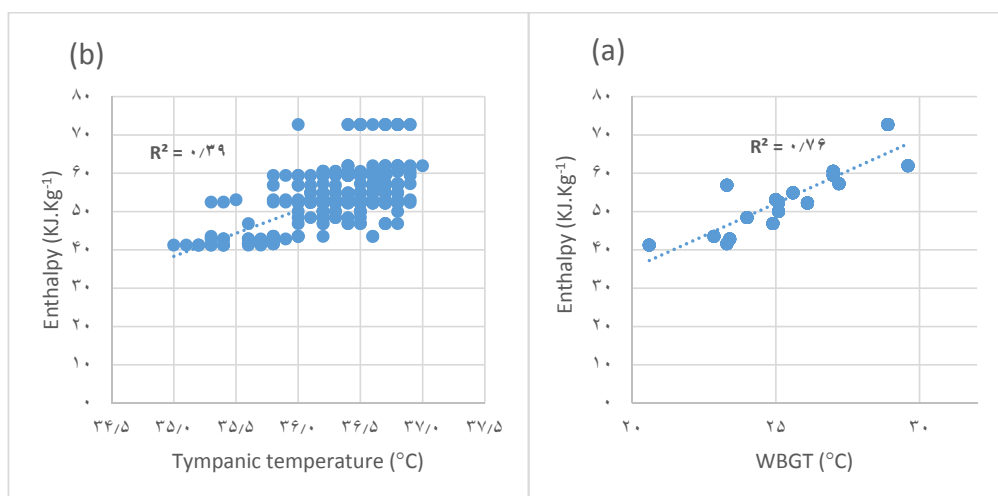 (b)
۸۰
۷۰
۶۰
۵۰
۴۰
۳۰
۲۰
۱۰
۰
Enthalpy (KJ.Kg⁻¹)
R² = ۰٫۳۹
۳۴٫۵ ۳۵٫۰ ۳۵٫۵ ۳۶٫۰ ۳۶٫۵ ۳۷٫۰ ۳۷٫۵
Tympanic temperature (°C)
(a)
۸۰
۷۰
۶۰
۵۰
۴۰
۳۰
۲۰
۱۰
۰
Enthalpy (KJ.Kg⁻¹)
R² = ۰٫۷۶
۲۰ ۲۵ ۳۰
WBGT (°C)